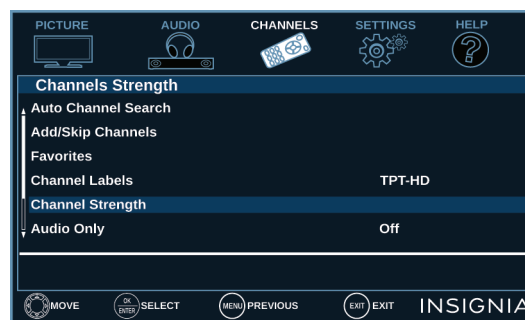 PICTURE AUDIO CHANNELS SETTINGS HELP
?
Channels Strength
Auto Channel Search
Add/Skip Channels
Favorites
Channel Labels TPT-HD
Channel Strength
Audio Only Off
MOVE OK ENTER SELECT MENU PREVIOUS EXIT EXIT INSIGNIA